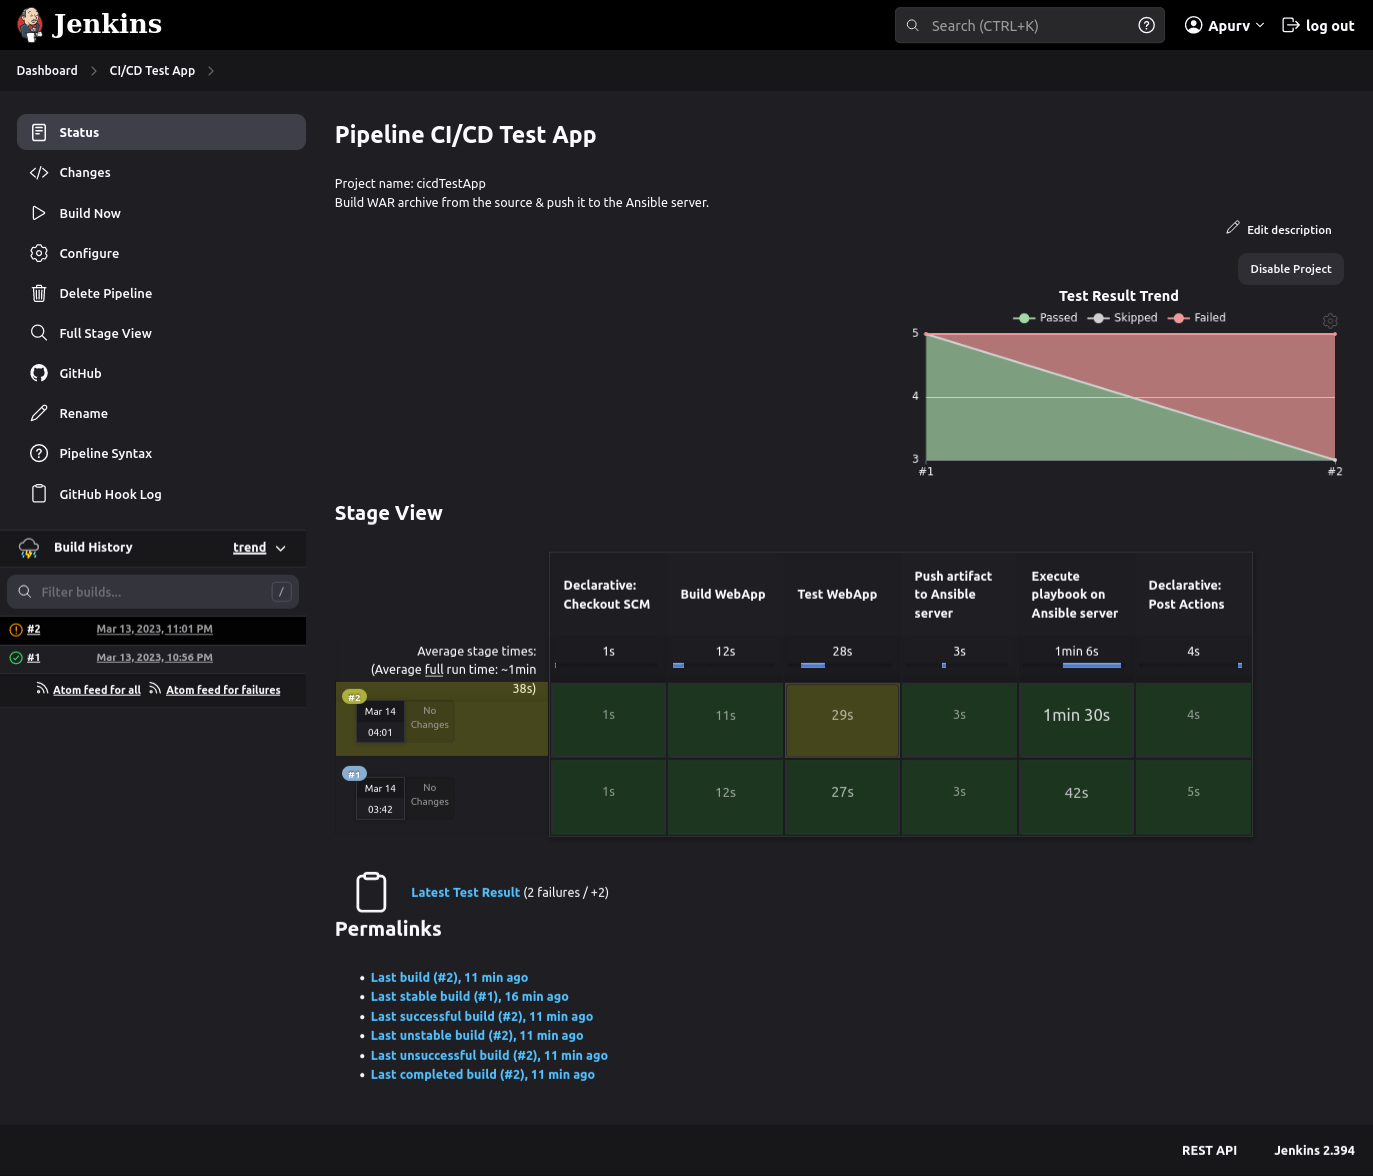 Jenkins
Search (CTRL+K)
Apurv
log out
Dashboard
CI/CD Test App
Status
Changes
Build Now
Configure
Delete Pipeline
Full Stage View
GitHub
Rename
Pipeline Syntax
GitHub Hook Log
Build History
trend
Filter builds...
/
#2
Mar 13, 2023, 11:01 PM
#1
Mar 13, 2023, 10:56 PM
Atom feed for all
Atom feed for failures
Pipeline CI/CD Test App
Project name: cicdTestApp
Build WAR archive from the source & push it to the Ansible server.
Edit description
Disable Project
Test Result Trend
Passed
Skipped
Failed
5
4
3
#1
#2
Stage View
Declarative:
Checkout SCM
Build WebApp
Test WebApp
Push artifact
to Ansible
server
Execute
playbook on
Ansible server
Declarative:
Post Actions
Average stage times:
(Average full run time: ~1min
38s)
1s
12s
28s
3s
1min 6s
4s
#2
Mar 14
04:01
No
Changes
1s
11s
29s
3s
1min 30s
4s
#1
Mar 14
03:42
No
Changes
1s
12s
27s
3s
42s
5s
Latest Test Result (2 failures / +2)
Permalinks
• Last build (#2), 11 min ago
• Last stable build (#1), 16 min ago
• Last successful build (#2), 11 min ago
• Last unstable build (#2), 11 min ago
• Last unsuccessful build (#2), 11 min ago
• Last completed build (#2), 11 min ago
REST API
Jenkins 2.394